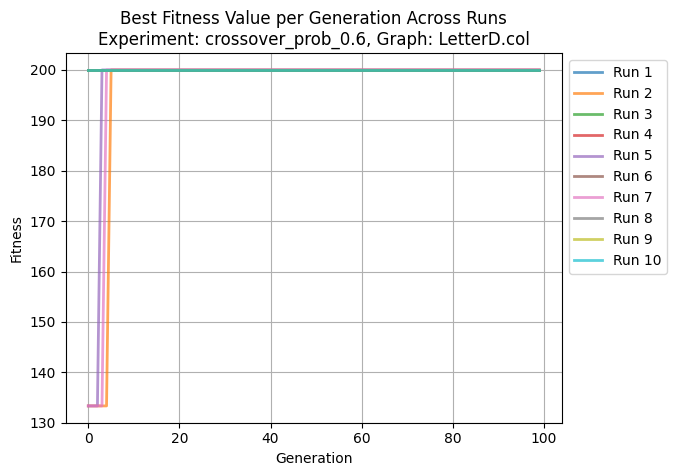 Best Fitness Value per Generation Across Runs
Experiment: crossover_prob_0.6, Graph: LetterD.col
Fitness
200
190
180
170
160
150
140
130
0
20
40
60
80
100
Generation
Run 1
Run 2
Run 3
Run 4
Run 5
Run 6
Run 7
Run 8
Run 9
Run 10